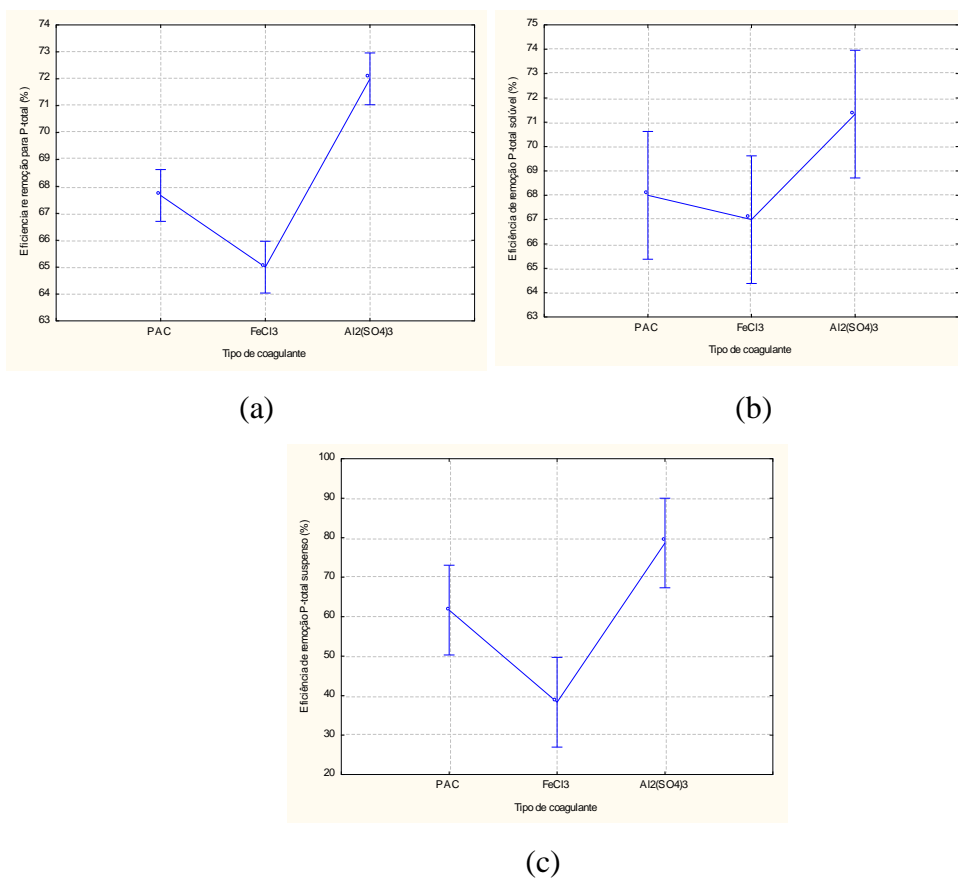 Eficiencia re remoção para P-total (%)
74
73
72
71
70
69
68
67
66
65
64
63
PAC
FeCl3
Al2(SO4)3
Tipo de coagulante
(a)
Eficiência de remoção P-total solúvel (%)
75
74
73
72
71
70
69
68
67
66
65
64
63
PAC
FeCl3
Al2(SO4)3
Tipo de coagulante
(b)
Eficiência de remoção P-total suspenso (%)
100
90
80
70
60
50
40
30
20
PAC
FeCl3
Al2(SO4)3
Tipo de coagulante
(c)